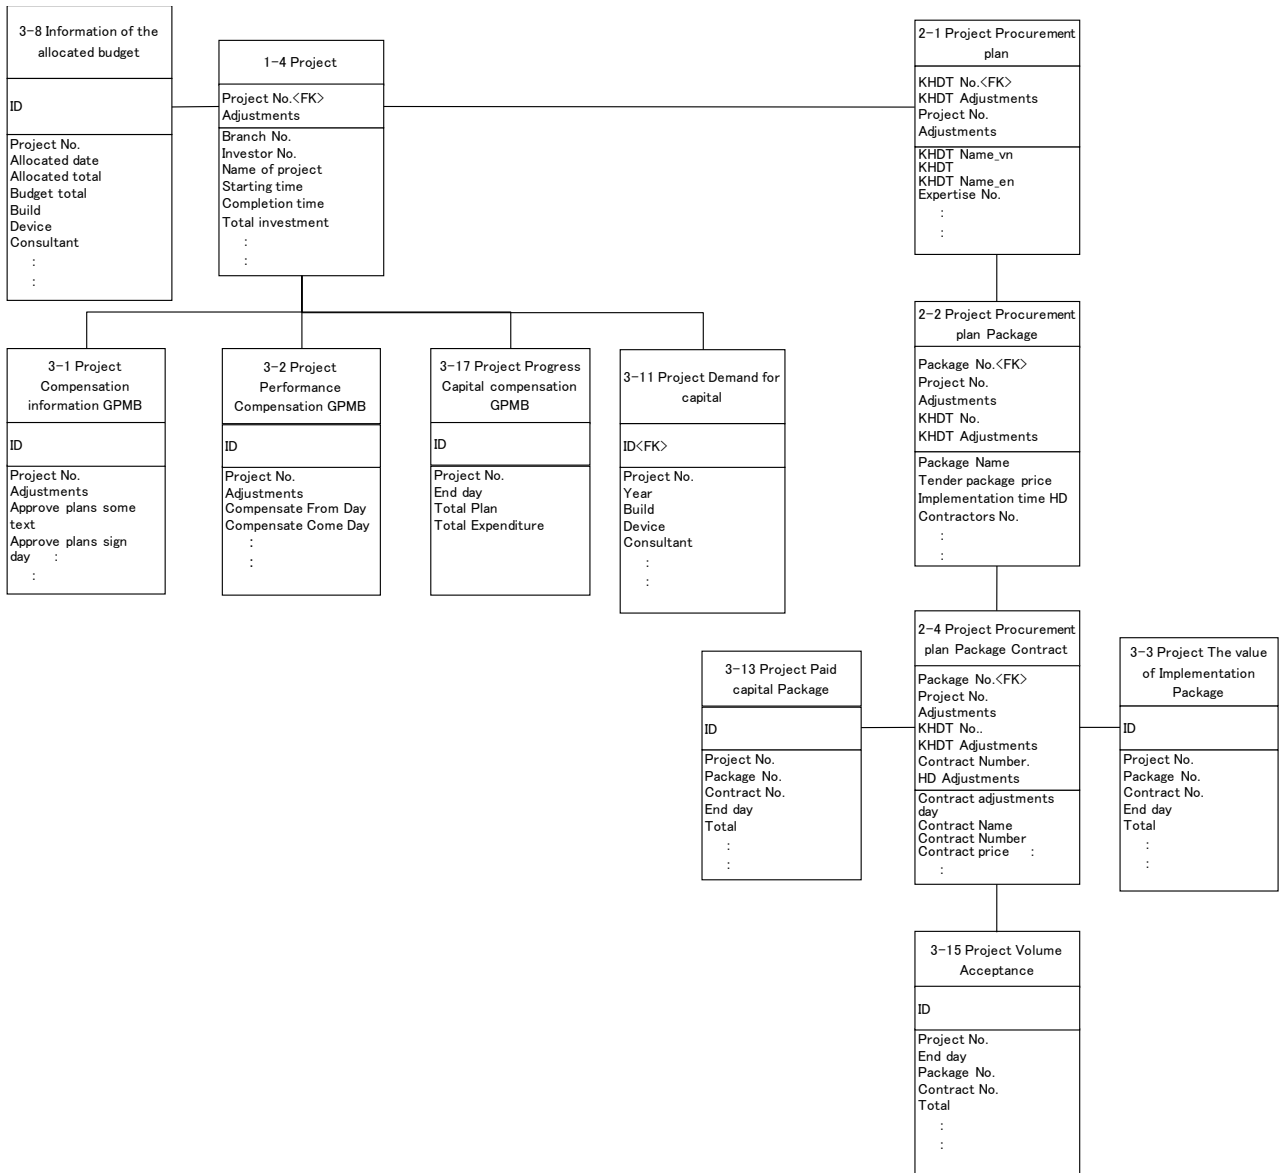 3-8 Information of the
allocated budget
ID
Project No.
Allocated date
Allocated total
Budget total
Build
Device
Consultant
:
:
1-4 Project
Project No.<FK>
Adjustments
Branch No.
Investor No.
Name of project
Starting time
Completion time
Total investment
:
:
2-1 Project Procurement
plan
KHDT No.<FK>
KHDT Adjustments
Project No.
Adjustments
KHDT Name_vn
KHDT
KHDT Name_en
Expertise No.
:
:
3-1 Project
Compensation
information GPMB
ID
Project No.
Adjustments
Approve plans some
text
Approve plans sign
day :
:
3-2 Project
Performance
Compensation GPMB
ID
Project No.
Adjustments
Compensate From Day
Compensate Come Day
:
:
3-17 Project Progress
Capital compensation
GPMB
ID
Project No.
End day
Total Plan
Total Expenditure
3-11 Project Demand for
capital
ID<FK>
Project No.
Year
Build
Device
Consultant
:
:
2-2 Project Procurement
plan Package
Package No.<FK>
Project No.
Adjustments
KHDT No.
KHDT Adjustments
Package Name
Tender package price
Implementation time HD
Contractors No.
:
:
3-13 Project Paid
capital Package
ID
Project No.
Package No.
Contract No.
End day
Total
:
:
2-4 Project Procurement
plan Package Contract
Package No.<FK>
Project No.
Adjustments
KHDT No..
KHDT Adjustments
Contract Number.
HD Adjustments
Contract adjustments
day
Contract Name
Contract Number
Contract price :
:
3-3 Project The value
of Implementation
Package
ID
Project No.
Package No.
Contract No.
End day
Total
:
:
3-15 Project Volume
Acceptance
ID
Project No.
End day
Package No.
Contract No.
Total
:
: